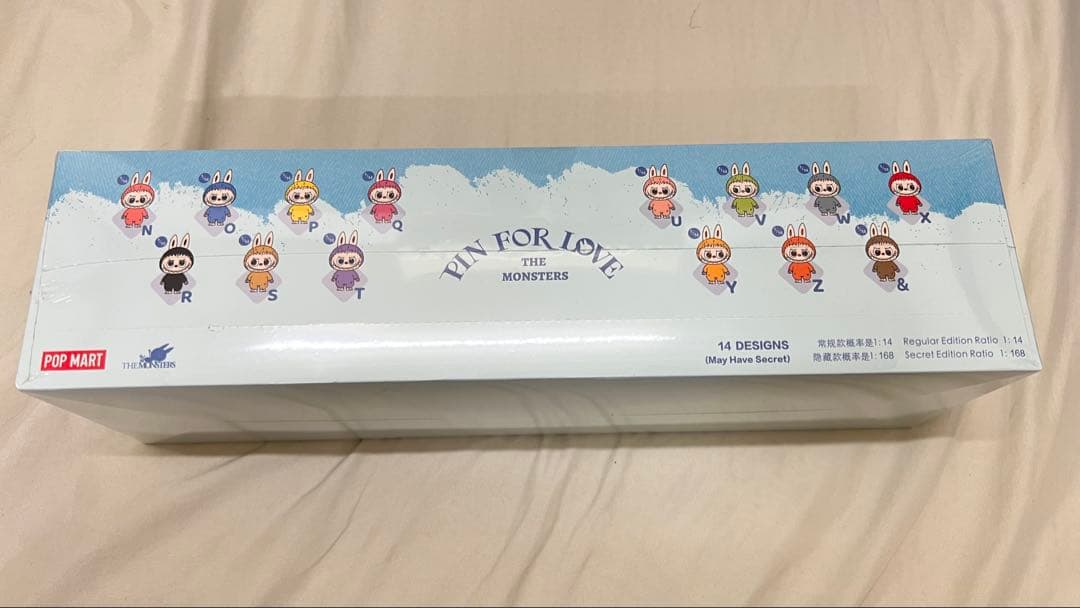 N
O
P
Q
R
S
T
PIN FOR LOVE
THE
MONSTERS
U
V
W
X
Y
Z
&
POP MART
THE MONSTERS
14 DESIGNS
(May Have Secret)
常规款概率是1:14 Regular Edition Ratio 1:14
隐藏款概率是1:168 Secret Edition Ratio 1:168